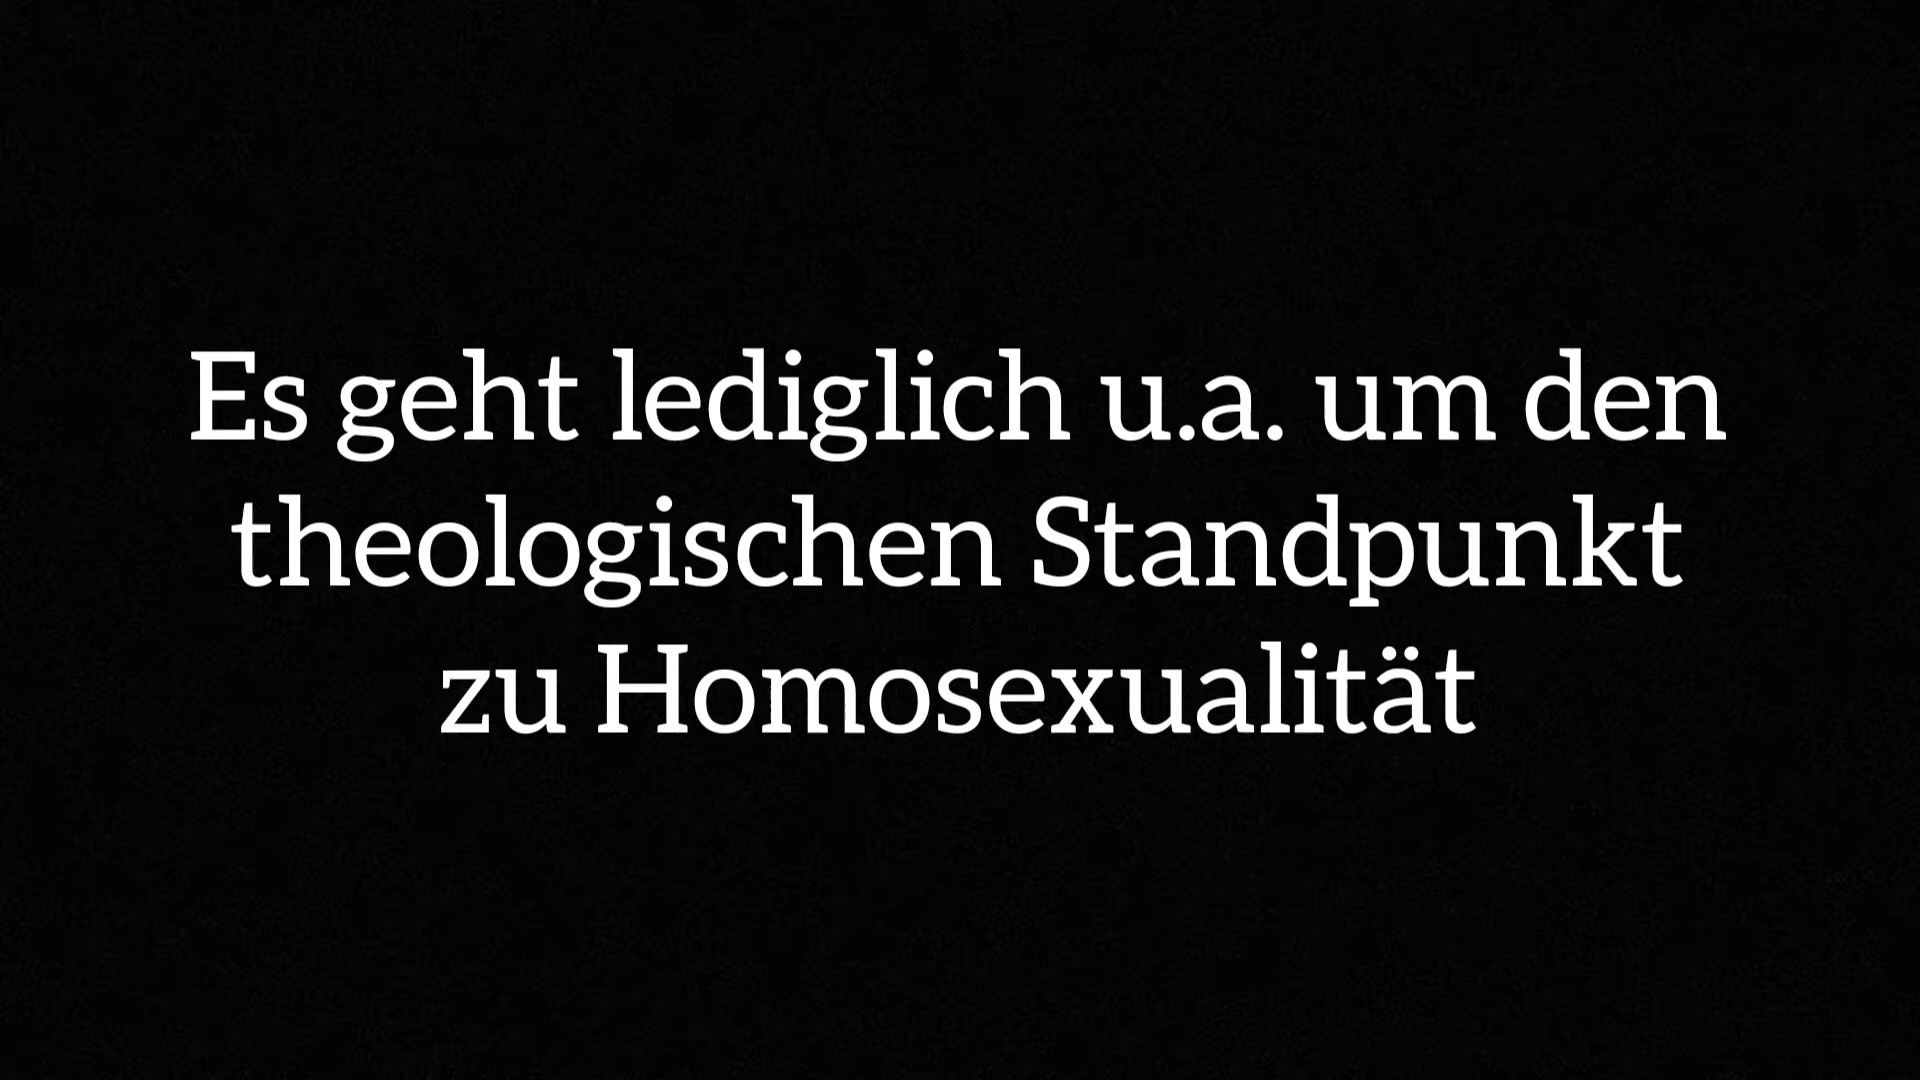 Es geht lediglich u.a. um den
theologischen Standpunkt
zu Homosexualität